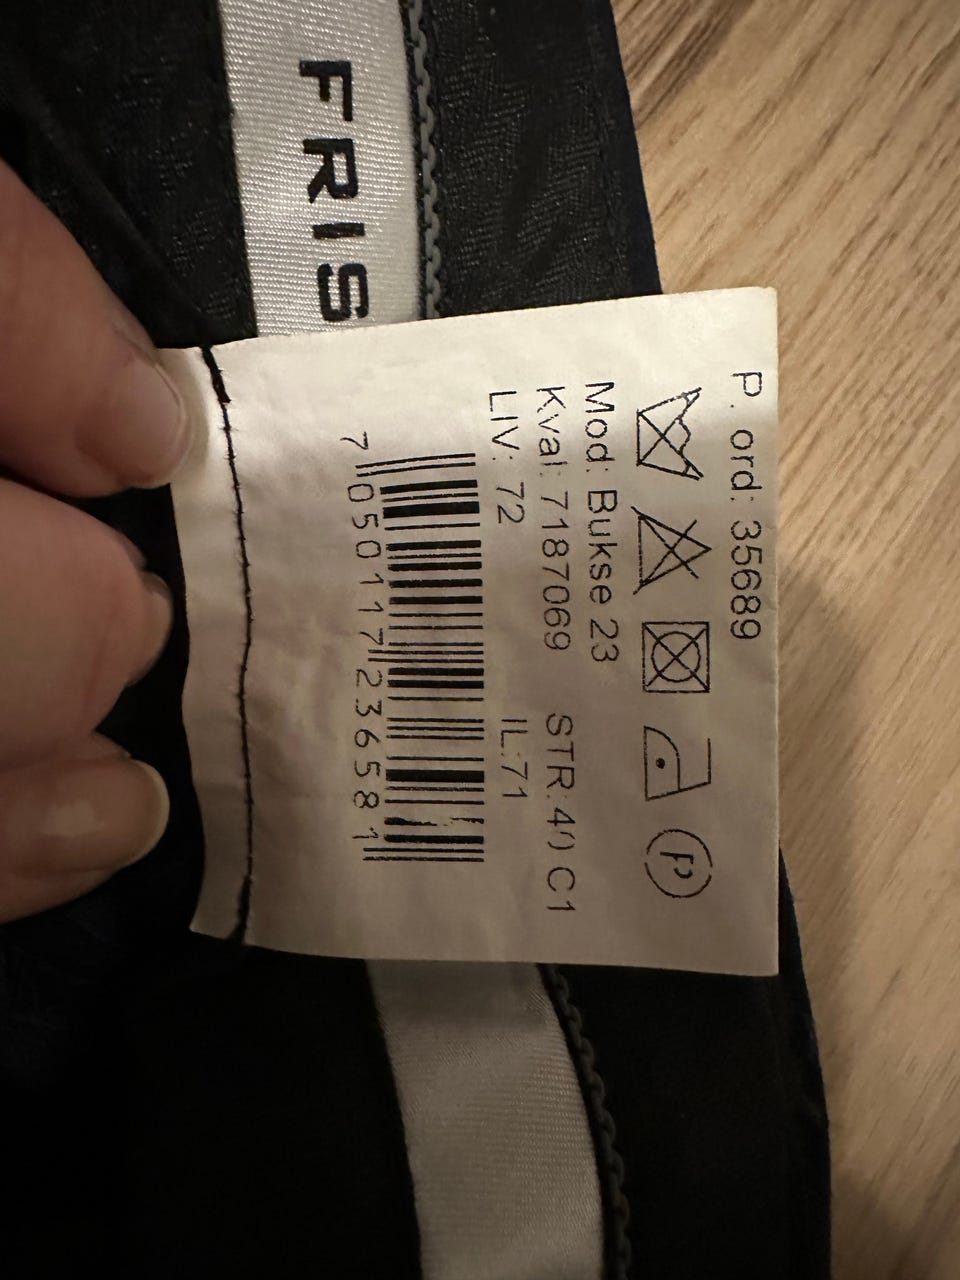 FRIS
P. ord: 35689
P
Mod: Bukse 23
Kval: 7187069 STR:40 C1
LIV: 72 IL:71
7 050117 236581